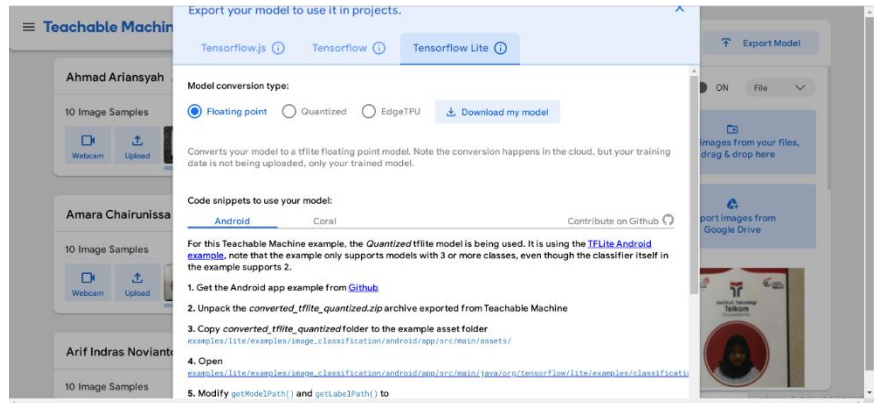 Export your model to use it in projects.
Teachable Machin
Tensorflow.js
Tensorflow
Tensorflow Lite
Export Model
Ahmad Ariansyah
Model conversion type:
ON
File
10 Image Samples
Floating point
Quantized
EdgeTPU
Download my model
Webcam
Upload
images from your files,
drag & drop here
Converts your model to a tflite floating point model. Note the conversion happens in the cloud, but your training
data is not being uploaded, only your trained model.
Code snippets to use your model:
Amara Chairunissa
Android
Coral
Contribute on Github
port images from
Google Drive
10 Image Samples
For this Teachable Machine example, the Quantized tflite model is being used. It is using the TFLite Android
example, note that the example only supports models with 3 or more classes, even though the classifier itself in
the example supports 2.
Webcam
Upload
1. Get the Android app example from Github
2. Unpack the converted_tflite_quantized.zip archive exported from Teachable Machine
3. Copy converted_tflite_quantized folder to the example asset folder
examples/lite/examples/image_classification/android/app/src/main/assets/
Institut Teknologi
Telkom
Arif Indras Noviant
4. Open
examples/lite/examples/image_classification/android/app/src/main/java/org/tensorflow/lite/examples/classificati
10 Image Samples
5. Modify getModelPath() and getLabelPath() to